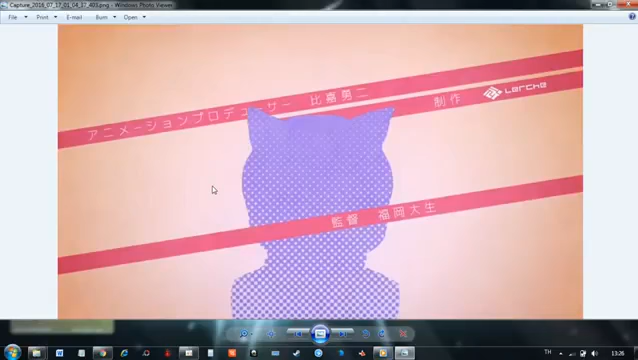 Capture_2016_07_17_01_04_37_405.png - Windows Photo Viewer
File Print E-mail Burn Open
アニメーションプロデューサー 比嘉勇二
制作 Lerche
監督 福岡大生
TH 13:26